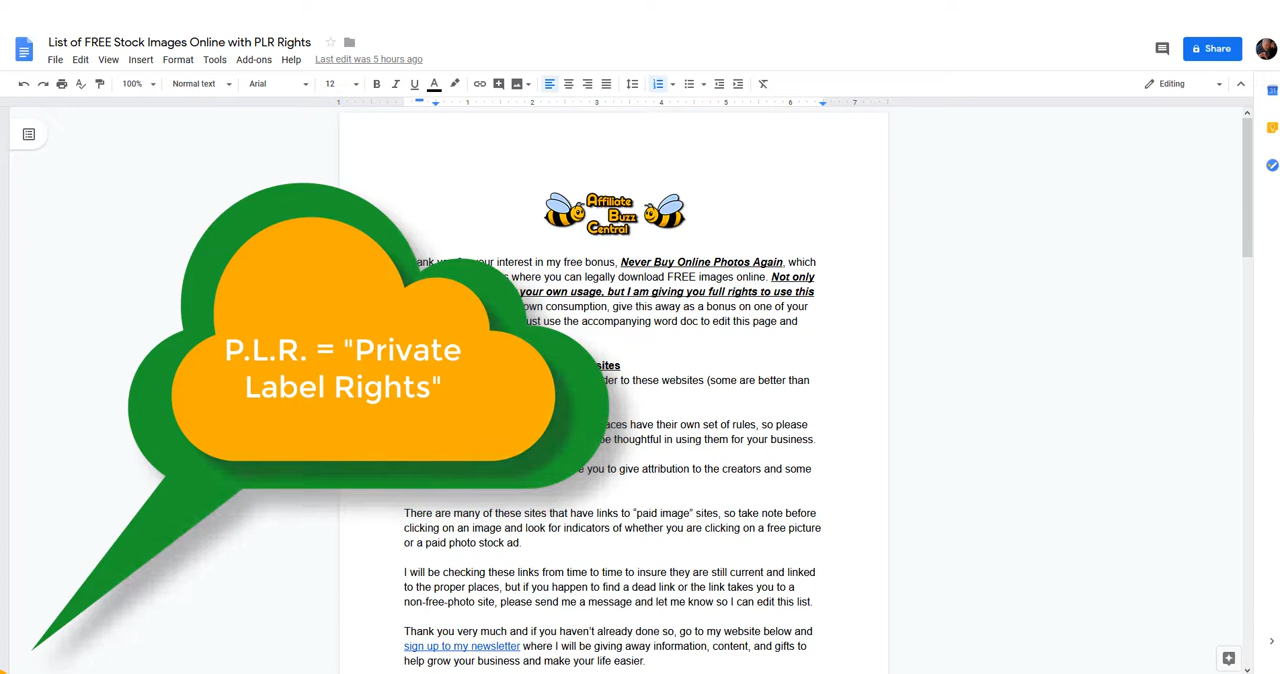 List of FREE Stock Images Online with PLR Rights
File Edit View Insert Format Tools Add-ons Help Last edit was 5 hours ago
Share
100% Normal text Arial 12 B I U A Editing
1 1 2 3 4 5 6 7
31
Affiliate
Buzz
Central
your interest in my free bonus, Never Buy Online Photos Again, which
where you can legally download FREE images online. Not only
your own usage, but I am giving you full rights to use this
own consumption, give this away as a bonus on one of your
just use the accompanying word doc to edit this page and
P.L.R. = "Private
Label Rights"
to these websites (some are better than
have their own set of rules, so please
be thoughtful in using them for your business.
you to give attribution to the creators and some
There are many of these sites that have links to “paid image” sites, so take note before
clicking on an image and look for indicators of whether you are clicking on a free picture
or a paid photo stock ad.
I will be checking these links from time to time to insure they are still current and linked
to the proper places, but if you happen to find a dead link or the link takes you to a
non-free-photo site, please send me a message and let me know so I can edit this list.
Thank you very much and if you haven’t already done so, go to my website below and
sign up to my newsletter where I will be giving away information, content, and gifts to
help grow your business and make your life easier.